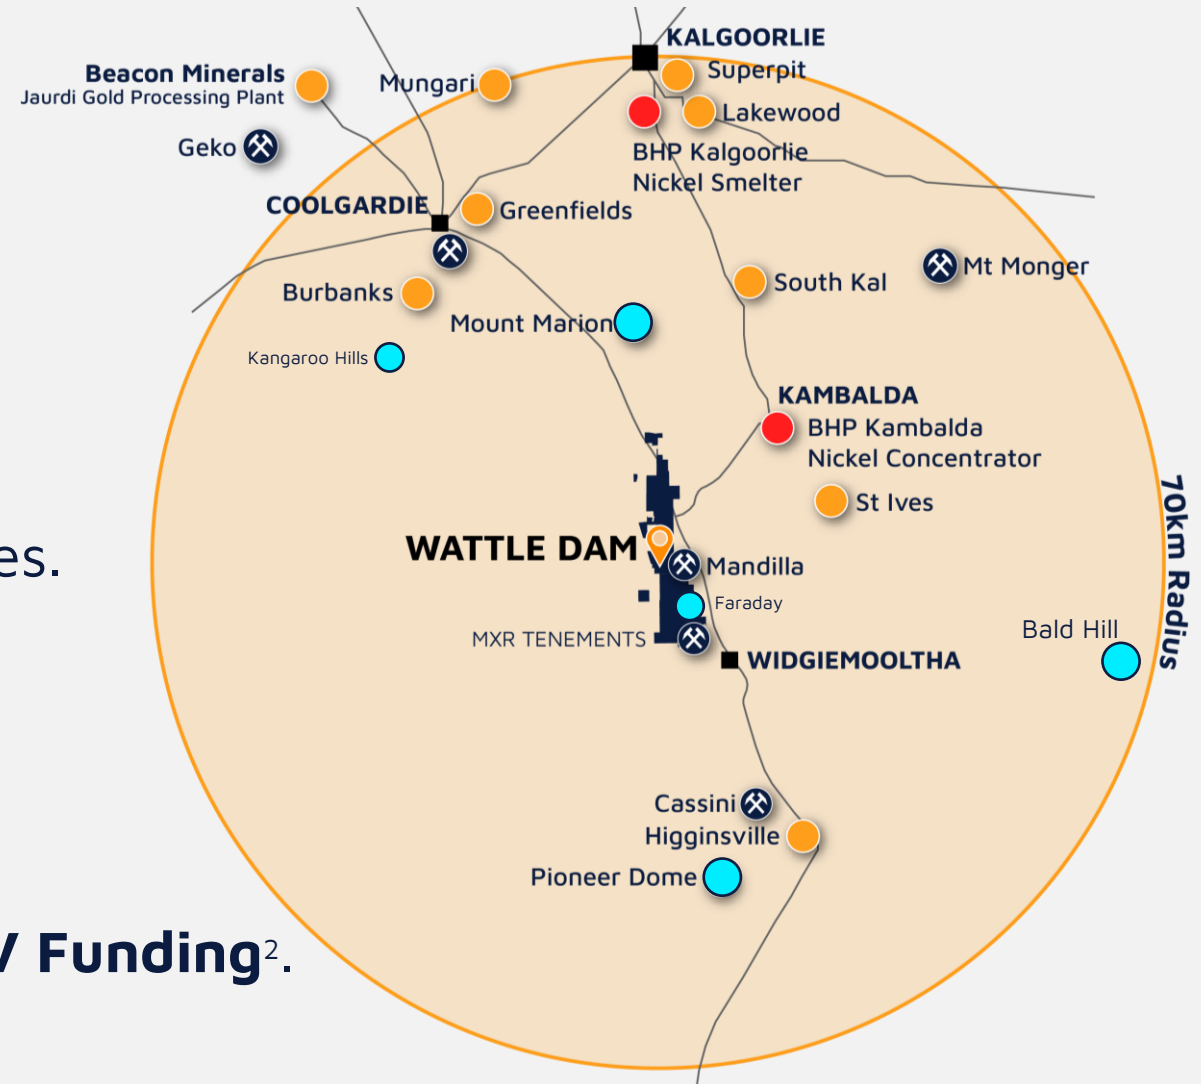 KALGOORLIE
Superpit
Beacon Minerals
Jaurdi Gold Processing Plant
Mungari
Lakewood
Geko
BHP Kalgoorlie
Nickel Smelter
COOLGARDIE
Greenfields
Mt Monger
South Kal
Burbanks
Mount Marion
Kangaroo Hills
KAMBALDA
BHP Kambalda
Nickel Concentrator
St Ives
70km Radius
WATTLE DAM
es.
Mandilla
Faraday
MXR TENEMENTS
Bald Hill
WIDGIEMOOLTHA
Cassini
Higginsville
Pioneer Dome
V Funding2.